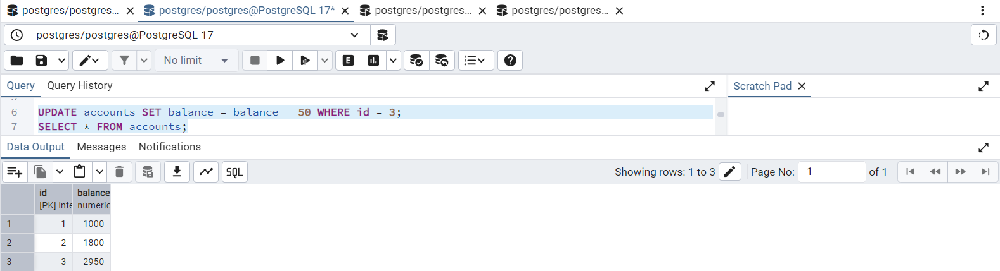 postgres/postgres... postgres/postgres@PostgreSQL 17* postgres/postgres... postgres/postgres...
postgres/postgres@PostgreSQL 17
No limit E
Query Query History Scratch Pad
6 UPDATE accounts SET balance = balance - 50 WHERE id = 3;
7 SELECT * FROM accounts;
Data Output Messages Notifications
SQL Showing rows: 1 to 3 Page No: 1 of 1
id balance
[PK] inte numeric
1 1 1000
2 2 1800
3 3 2950